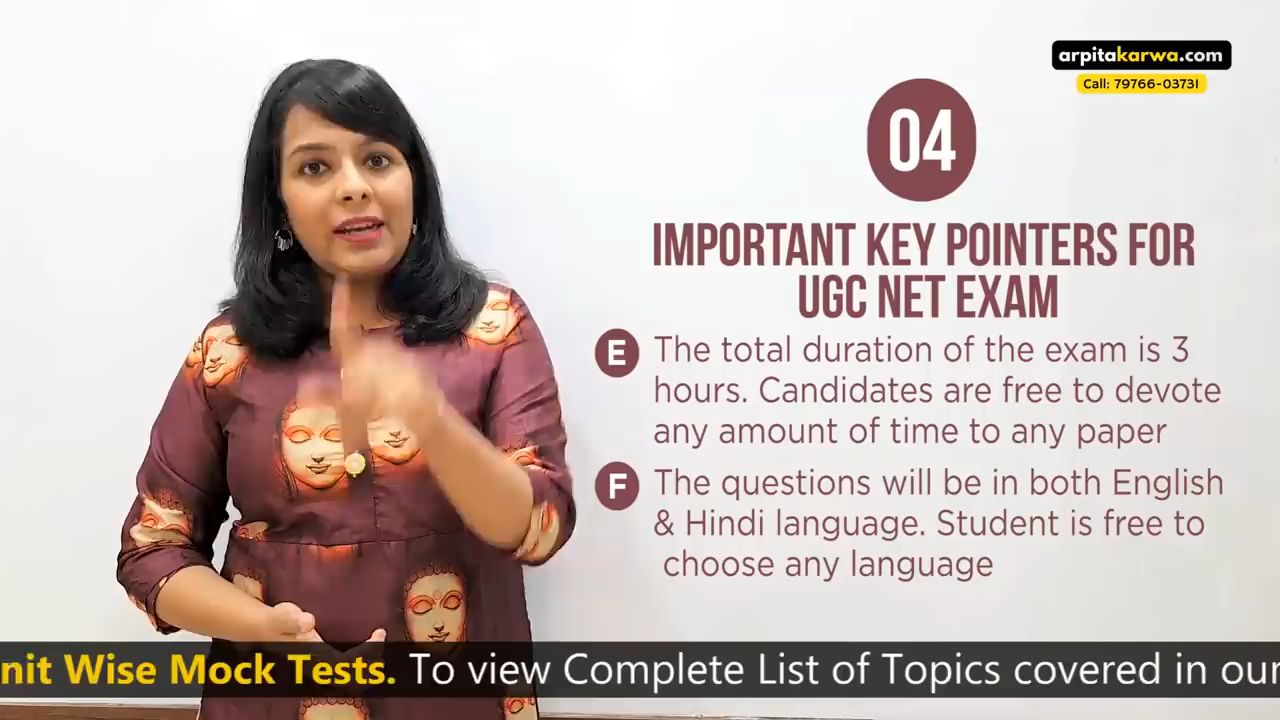 arpitakarwa.com
Call: 79766-03731
04
IMPORTANT KEY POINTERS FOR
UGC NET EXAM
E The total duration of the exam is 3
hours. Candidates are free to devote
any amount of time to any paper
F The questions will be in both English
& Hindi language. Student is free to
choose any language
nit Wise Mock Tests. To view Complete List of Topics covered in our